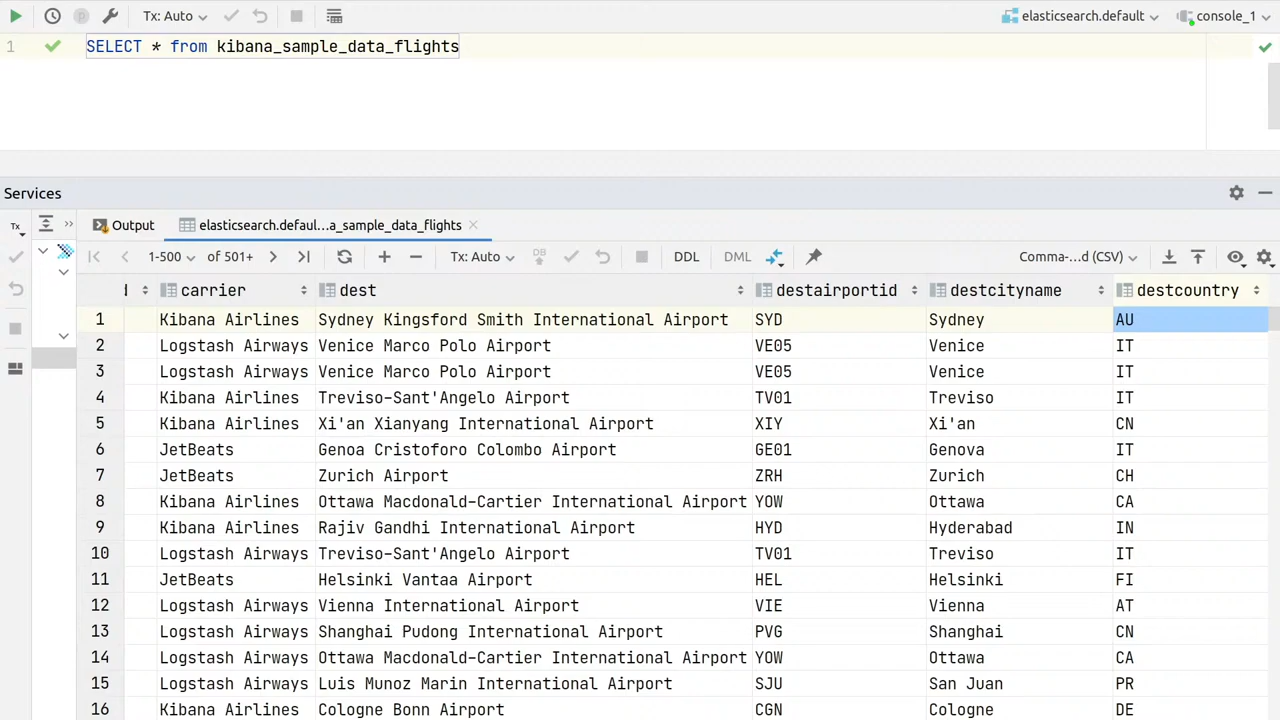 Tx: Auto elasticsearch.default console_1
1 SELECT * from kibana_sample_data_flights
Services
Tx Output elasticsearch.defaul...a_sample_data_flights
1-500 of 501+ Tx: Auto DB DDL DML Comma-...d (CSV)
carrier dest destairportid destcityname destcountry
1 Kibana Airlines Sydney Kingsford Smith International Airport SYD Sydney AU
2 Logstash Airways Venice Marco Polo Airport VE05 Venice IT
3 Logstash Airways Venice Marco Polo Airport VE05 Venice IT
4 Kibana Airlines Treviso-Sant'Angelo Airport TV01 Treviso IT
5 Kibana Airlines Xi'an Xianyang International Airport XIY Xi'an CN
6 JetBeats Genoa Cristoforo Colombo Airport GE01 Genova IT
7 JetBeats Zurich Airport ZRH Zurich CH
8 Kibana Airlines Ottawa Macdonald-Cartier International Airport YOW Ottawa CA
9 Kibana Airlines Rajiv Gandhi International Airport HYD Hyderabad IN
10 Logstash Airways Treviso-Sant'Angelo Airport TV01 Treviso IT
11 JetBeats Helsinki Vantaa Airport HEL Helsinki FI
12 Logstash Airways Vienna International Airport VIE Vienna AT
13 Logstash Airways Shanghai Pudong International Airport PVG Shanghai CN
14 Logstash Airways Ottawa Macdonald-Cartier International Airport YOW Ottawa CA
15 Logstash Airways Luis Munoz Marin International Airport SJU San Juan PR
16 Kibana Airlines Cologne Bonn Airport CGN Cologne DE